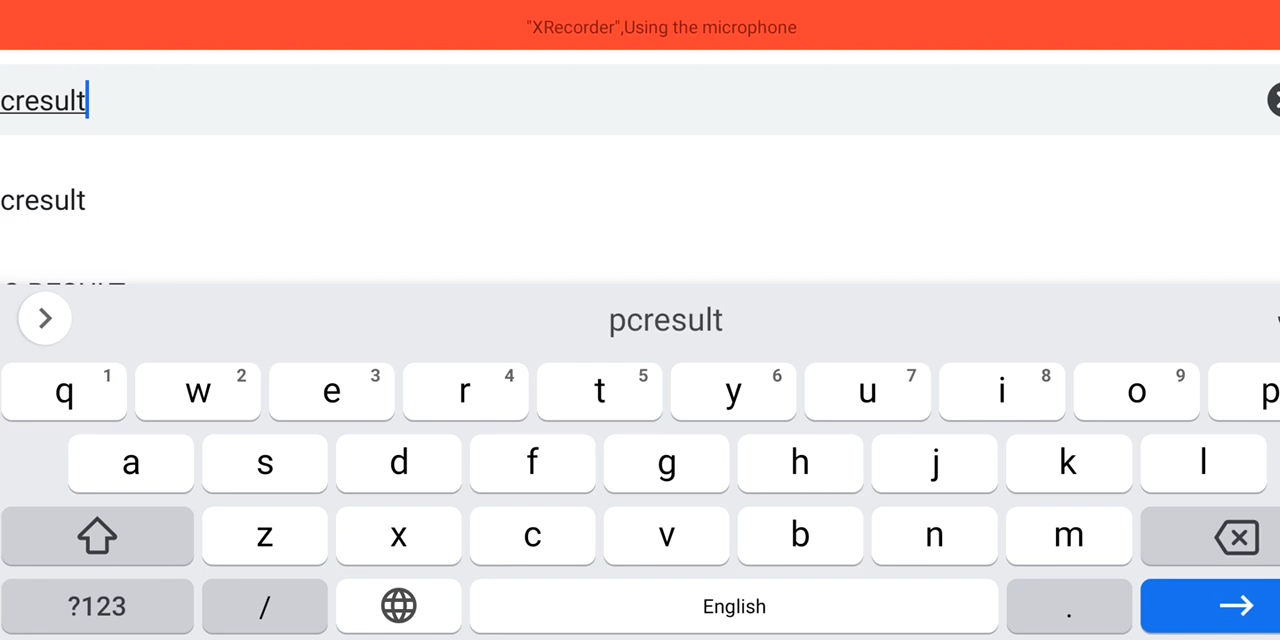 "XRecorder",Using the microphone
cresult
cresult
pcresult
q 1 w 2 e 3 r 4 t 5 y 6 u 7 i 8 o 9 p
a s d f g h j k l
z x c v b n m
?123 / English .